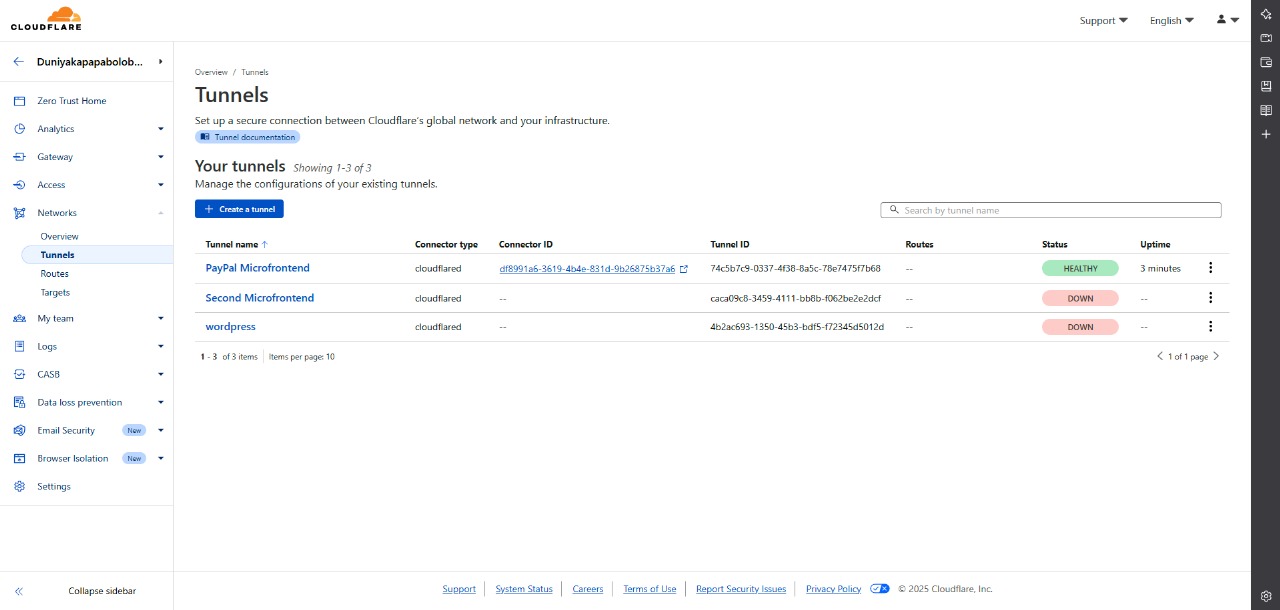 CLOUDFLARE
Support
English
Duniyakapapabolob...
Zero Trust Home
Analytics
Gateway
Access
Networks
Overview
Tunnels
Routes
Targets
My team
Logs
CASB
Data loss prevention
Email Security New
Browser Isolation New
Settings
Collapse sidebar
Overview / Tunnels
Tunnels
Set up a secure connection between Cloudflare's global network and your infrastructure.
Tunnel documentation
Your tunnels Showing 1-3 of 3
Manage the configurations of your existing tunnels.
+ Create a tunnel
Search by tunnel name
Tunnel name ↑ Connector type Connector ID Tunnel ID Routes Status Uptime
PayPal Microfrontend cloudflared df8991a6-3619-4b4e-831d-9b26875b37a6 74c5b7c9-0337-4f38-8a5c-78e7475f7b68 -- HEALTHY 3 minutes
Second Microfrontend cloudflared -- caca09c8-3459-4111-bb8b-f062be2e2dcf -- DOWN --
wordpress cloudflared -- 4b2ac693-1350-45b3-bdf5-f72345d5012d -- DOWN --
1 - 3 of 3 items Items per page: 10
1 of 1 page
Support System Status Careers Terms of Use Report Security Issues Privacy Policy © 2025 Cloudflare, Inc.